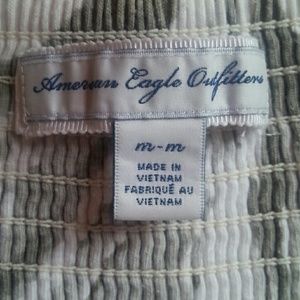 American Eagle Outfitters
m-m
MADE IN
VIETNAM
FABRIQUÉ AU
VIETNAM